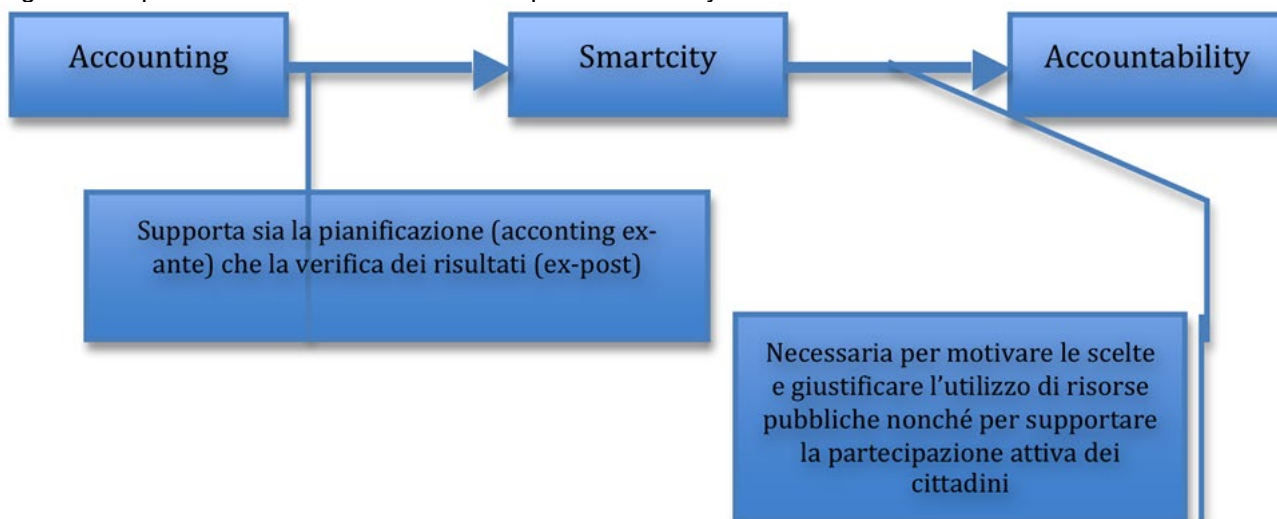 Accounting
Smartcity
Accountability
Supporta sia la pianificazione (acconting ex-
ante) che la verifica dei risultati (ex-post)
Necessaria per motivare le scelte
e giustificare l’utilizzo di risorse
pubbliche nonché per supportare
la partecipazione attiva dei
cittadini